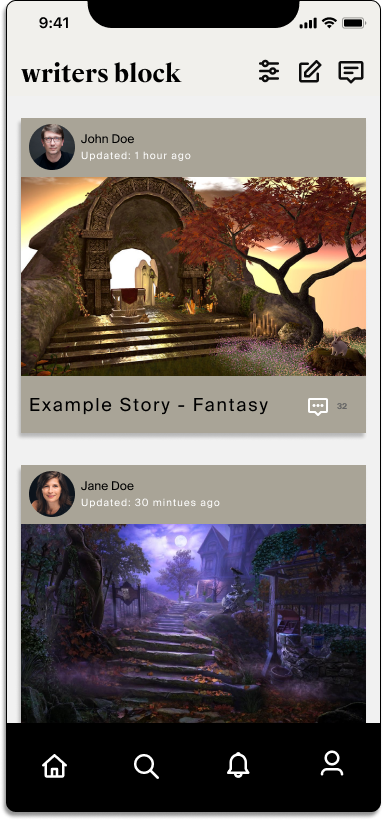 9:41
writers block
John Doe
Updated: 1 hour ago
Example Story - Fantasy
32
Jane Doe
Updated: 30 mintues ago